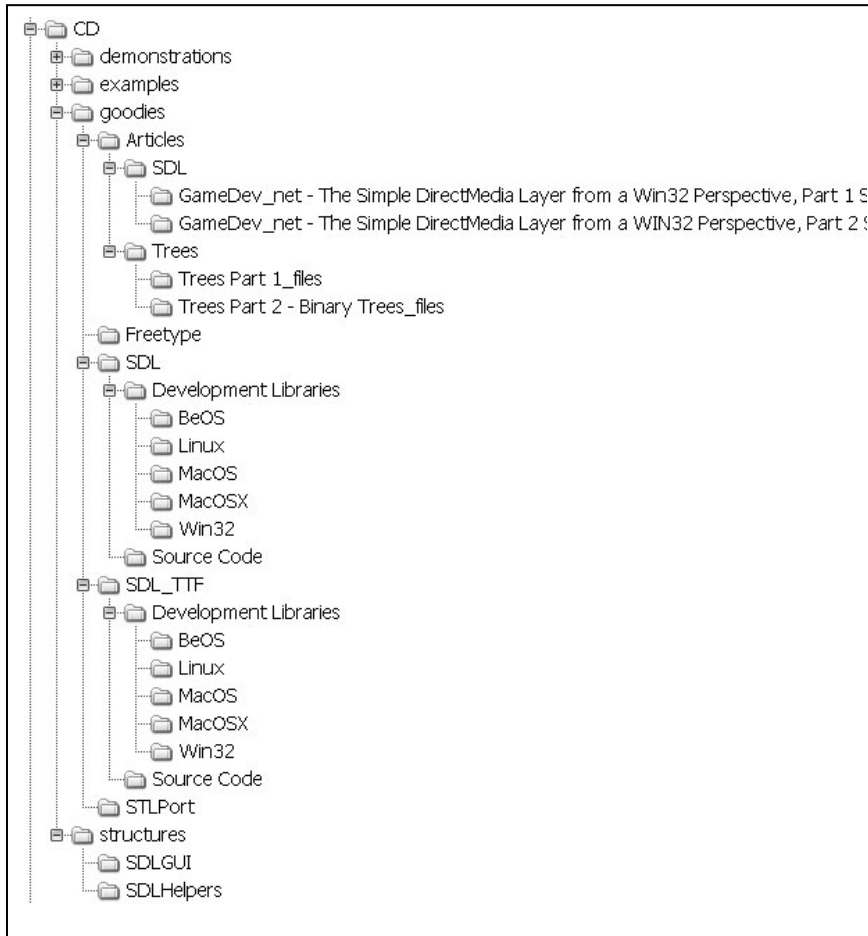 CD
demonstrations
examples
goodies
Articles
SDL
GameDev_net - The Simple DirectMedia Layer from a Win32 Perspective, Part 1 S
GameDev_net - The Simple DirectMedia Layer from a WIN32 Perspective, Part 2 S
Trees
Trees Part 1_files
Trees Part 2 - Binary Trees_files
Freetype
SDL
Development Libraries
BeOS
Linux
MacOS
MacOSX
Win32
Source Code
SDL_TTF
Development Libraries
BeOS
Linux
MacOS
MacOSX
Win32
Source Code
STLPort
structures
SDLGUI
SDLHelpers